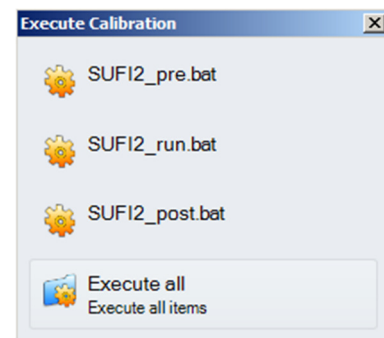 Execute Calibration
SUFI2_pre.bat
SUFI2_run.bat
SUFI2_post.bat
Execute all
Execute all items